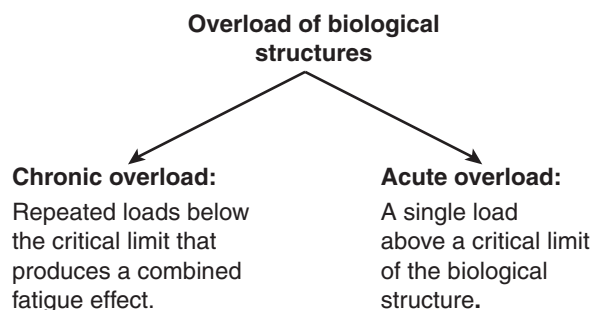 Overload of biological
structures
Chronic overload:
Repeated loads below
the critical limit that
produces a combined
fatigue effect.
Acute overload:
A single load
above a critical limit
of the biological
structure.